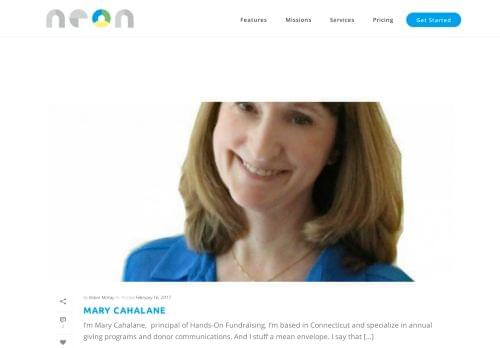 neon
Features Missions Services Pricing Get Started
By Robin McKay In Posted February 16, 2017
MARY CAHALANE
I'm Mary Cahalane, principal of Hands-On Fundraising. I'm based in Connecticut and specialize in annual
giving programs and donor communications. And I stuff a mean envelope. I say that [...]